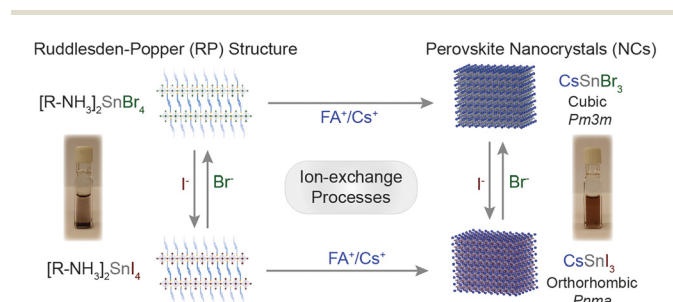 Ruddlesden-Popper (RP) Structure
Perovskite Nanocrystals (NCs)
[R-NH₃]₂SnBr₄
FA⁺/Cs⁺
CsSnBr₃
Cubic
Pm3m
I⁻
Br⁻
Ion-exchange
Processes
I⁻
Br⁻
[R-NH₃]₂SnI₄
FA⁺/Cs⁺
CsSnI₃
Orthorhombic
Pnma